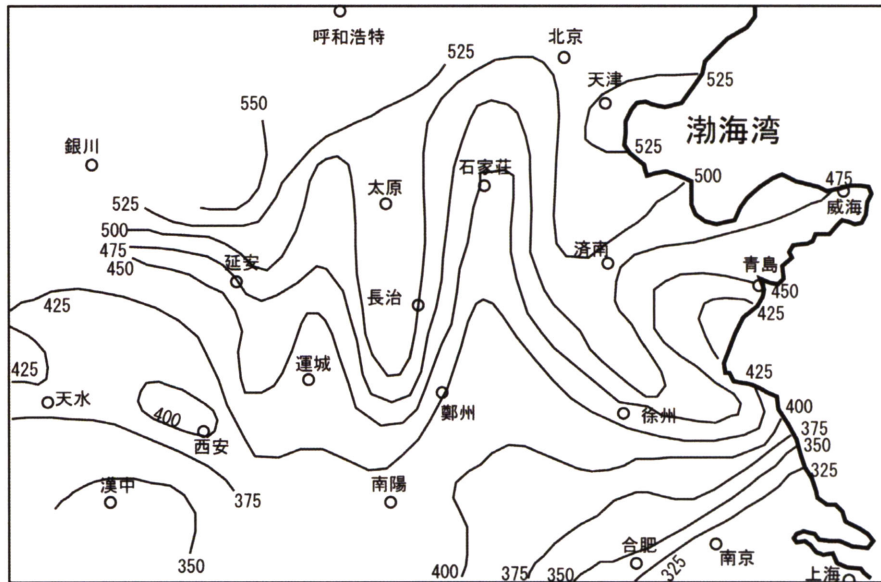 呼和浩特
北京
525
天津
525
550
渤海湾
銀川
石家荘
525
500
475
太原
威海
525
500
475
済南
延安
青島
450
450
425
長治
425
425
運城
425
天水
400
鄭州
徐州
400
西安
375
350
325
漢中
375
南陽
350
400
375
350
合肥
325
南京
上海